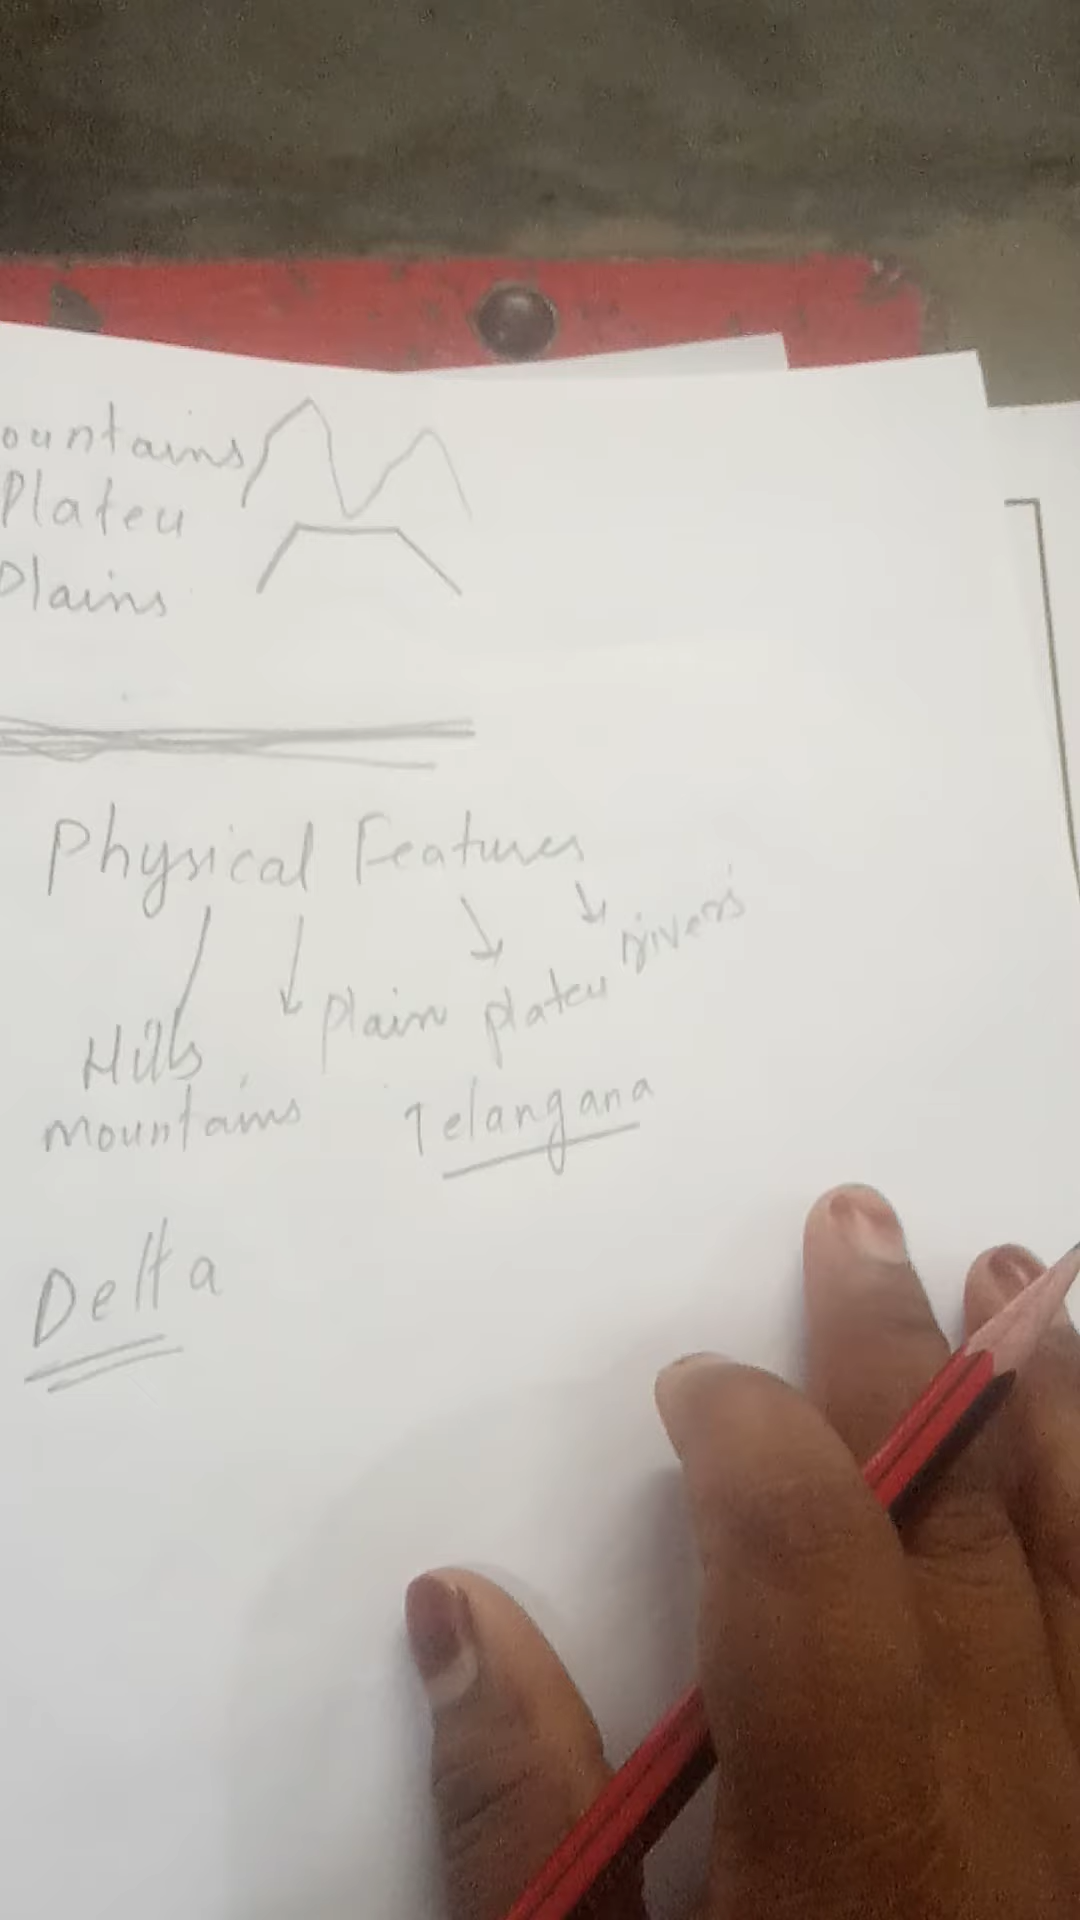 ountains
Plateu
Plains
Physical Features
Hills
mountains
Plain
plateu
rivers
Telangana
Delta